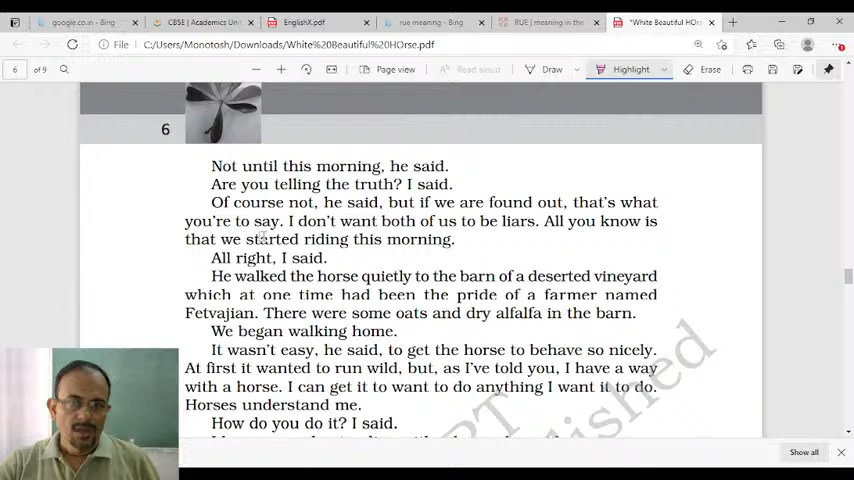 google.co.in - Bing
CBSE | Academics Uni
EnglishX.pdf
rue meaning - Bing
RUE | meaning in the
*White Beautiful HOr
File
C:/Users/Monotosh/Downloads/White%20Beautiful%20HOrse.pdf
6 of 9
Page view
Read aloud
Draw
Highlight
Erase
6
Not until this morning, he said.
Are you telling the truth? I said.
Of course not, he said, but if we are found out, that's what
you're to say. I don't want both of us to be liars. All you know is
that we started riding this morning.
All right, I said.
He walked the horse quietly to the barn of a deserted vineyard
which at one time had been the pride of a farmer named
Fetvajian. There were some oats and dry alfalfa in the barn.
We began walking home.
It wasn't easy, he said, to get the horse to behave so nicely.
At first it wanted to run wild, but, as I've told you, I have a way
with a horse. I can get it to want to do anything I want it to do.
Horses understand me.
How do you do it? I said.
Show all